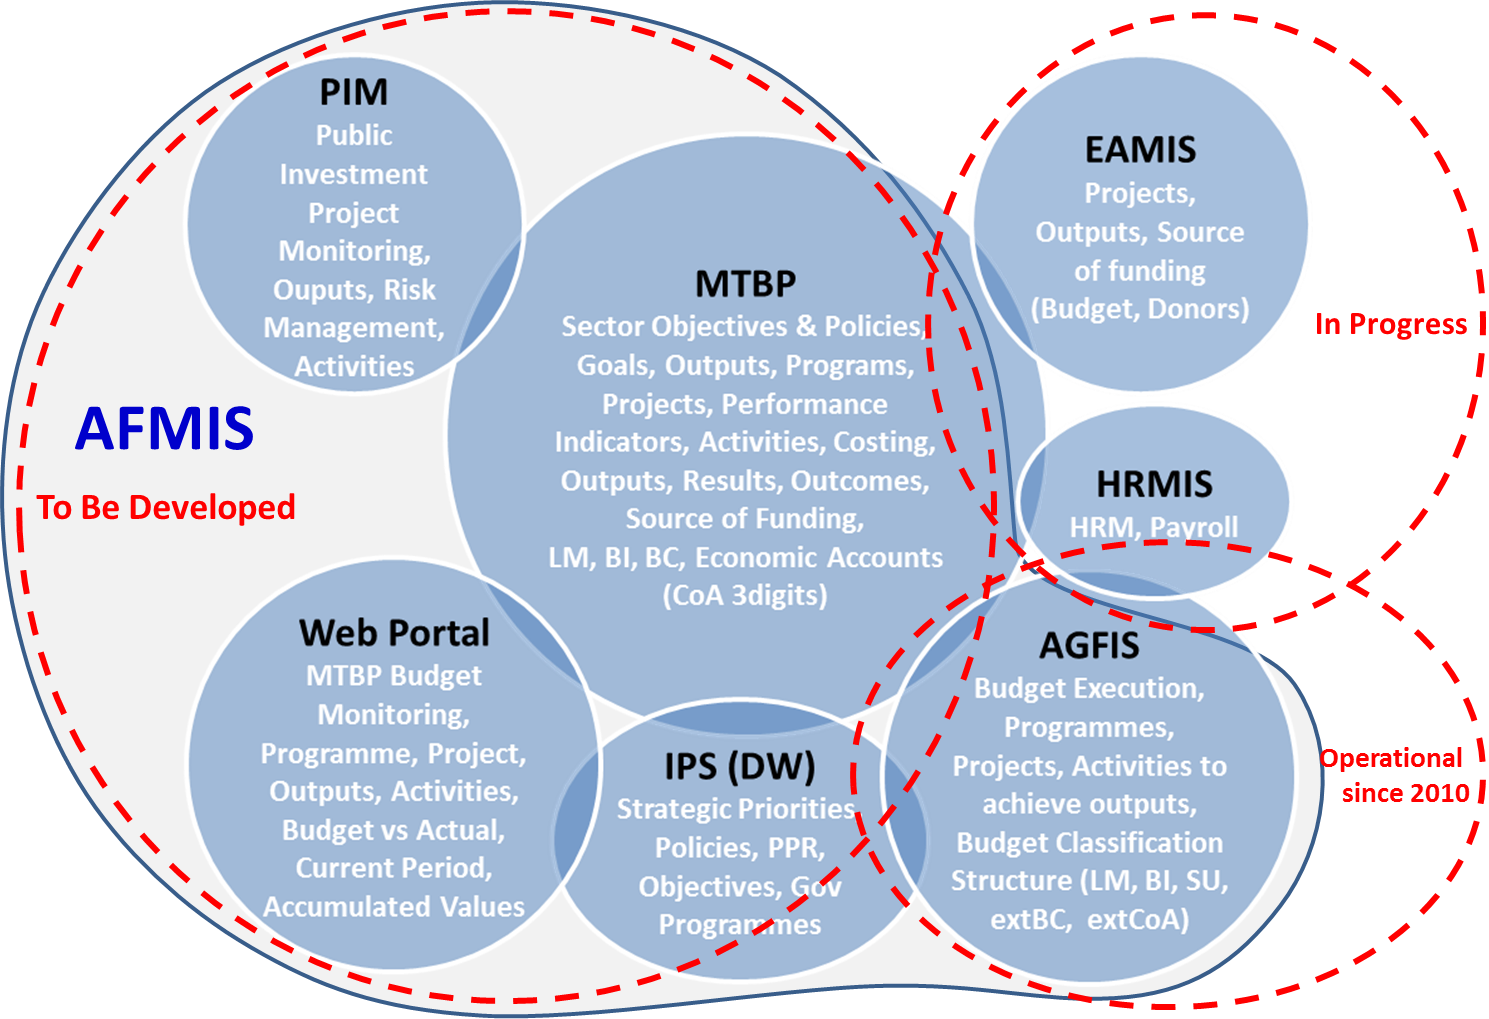 PIM
Public
Investment
Project
Monitoring,
Ouputs, Risk
Management,
Activities
EAMIS
Projects,
Outputs, Source
of funding
(Budget, Donors)
In Progress
MTBP
Sector Objectives & Policies,
Goals, Outputs, Programs,
Projects, Performance
Indicators, Activities, Costing,
Outputs, Results, Outcomes,
Source of Funding,
LM, BI, BC, Economic Accounts
(CoA 3digits)
AFMIS
To Be Developed
HRMIS
HRM, Payroll
Web Portal
MTBP Budget
Monitoring,
Programme, Project,
Outputs, Activities,
Budget vs Actual,
Current Period,
Accumulated Values
IPS (DW)
Strategic Priorities
Policies, PPR,
Objectives, Gov
Programmes
AGFIS
Budget Execution,
Programmes,
Projects, Activities to
achieve outputs,
Budget Classification
Structure (LM, BI, SU,
extBC, extCoA)
Operational
since 2010